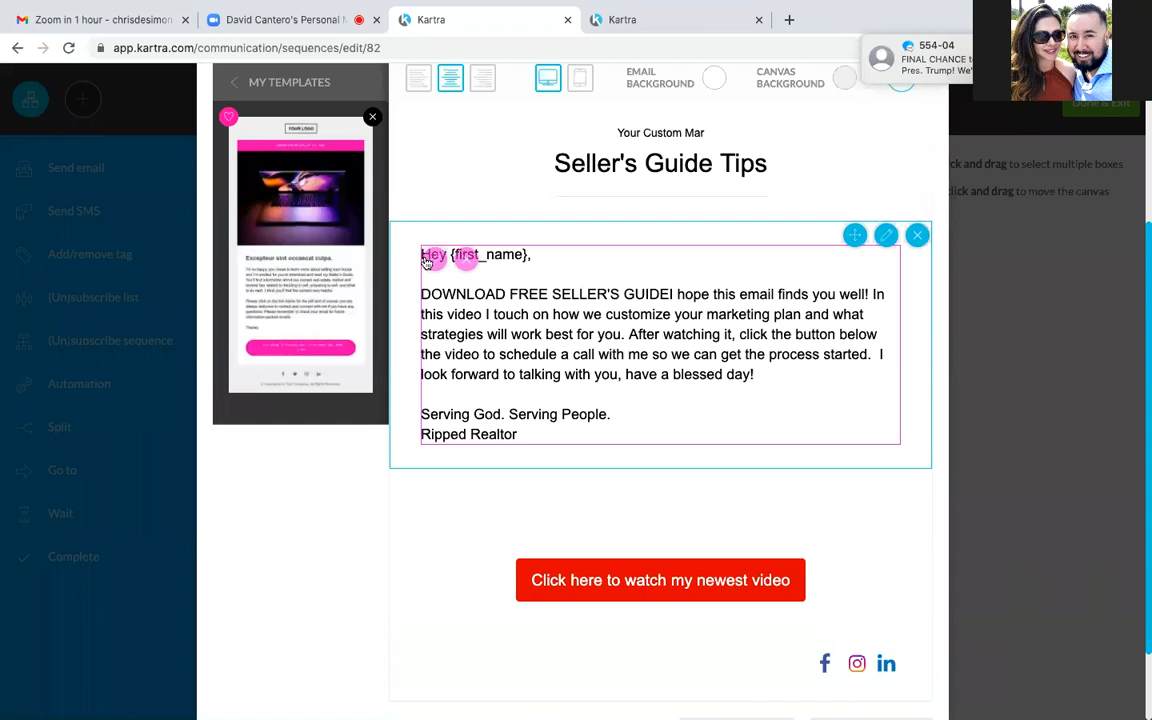 Zoom in 1 hour - chrisdesimon
David Cantero's Personal
Kartra
Kartra
app.kartra.com/communication/sequences/edit/82
554-04
FINAL CHANCE
Pres. Trump! We'
MY TEMPLATES
EMAIL BACKGROUND
CANVAS BACKGROUND
Done & Exit
Send email
Send SMS
Add/remove tag
(Un)subscribe list
(Un)subscribe sequence
Automation
Split
Go to
Wait
Complete
YOUR LOGO
Excepteur sint occaecat culpa.
Your Custom Mar
Seller's Guide Tips
ck and drag to select multiple boxes
lick and drag to move the canvas
Hey {first_name},
DOWNLOAD FREE SELLER'S GUIDEI hope this email finds you well! In
this video I touch on how we customize your marketing plan and what
strategies will work best for you. After watching it, click the button below
the video to schedule a call with me so we can get the process started.  I
look forward to talking with you, have a blessed day!
Serving God. Serving People.
Ripped Realtor
Click here to watch my newest video